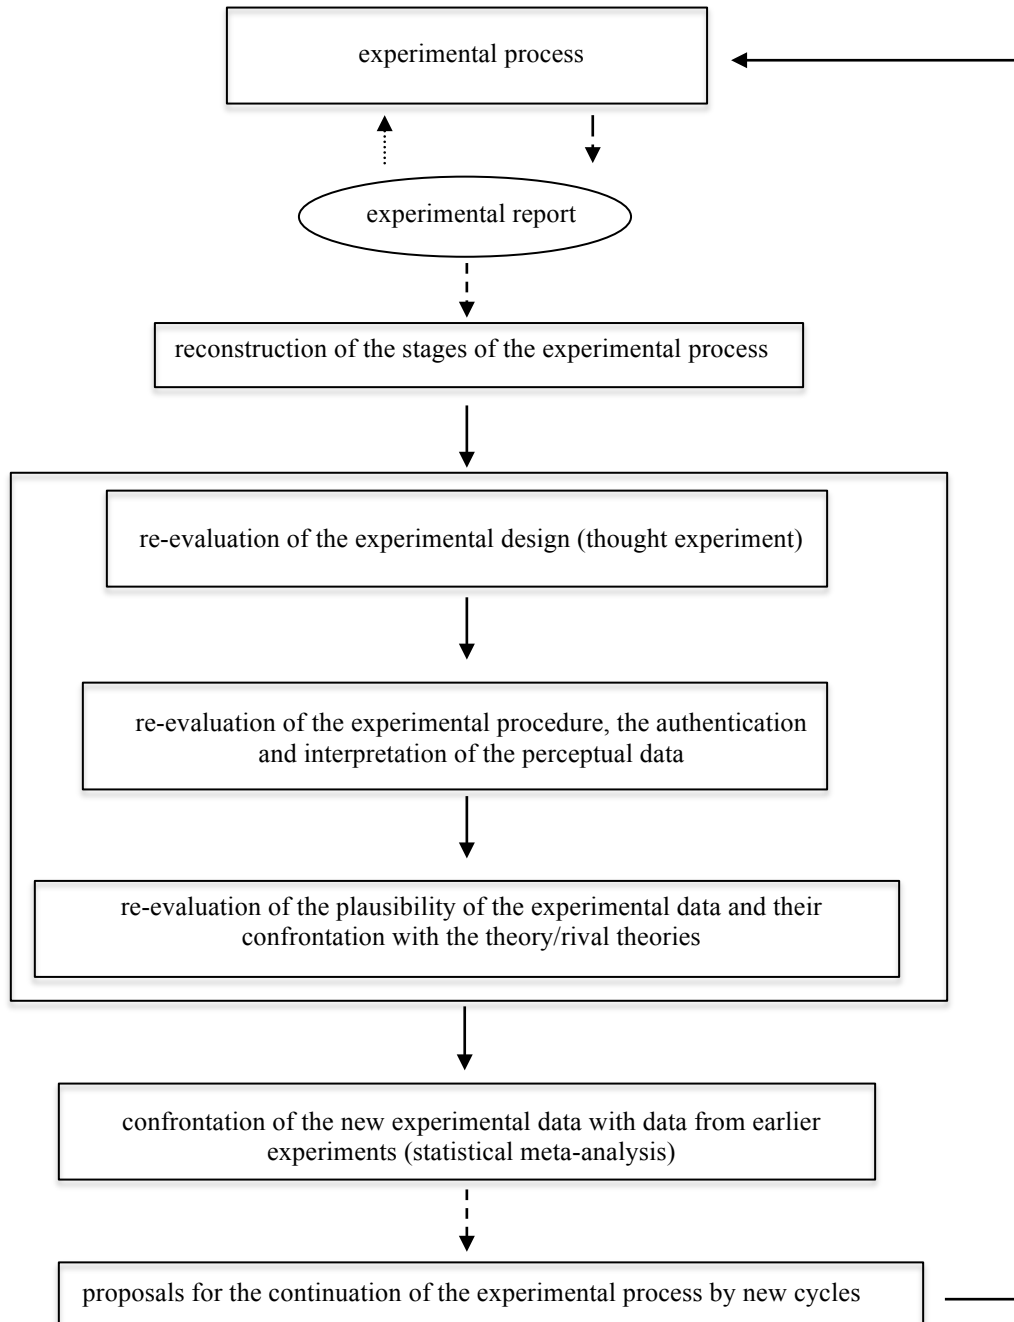 experimental process
experimental report
reconstruction of the stages of the experimental process
re-evaluation of the experimental design (thought experiment)
re-evaluation of the experimental procedure, the authentication
and interpretation of the perceptual data
re-evaluation of the plausibility of the experimental data and their
confrontation with the theory/rival theories
confrontation of the new experimental data with data from earlier
experiments (statistical meta-analysis)
proposals for the continuation of the experimental process by new cycles